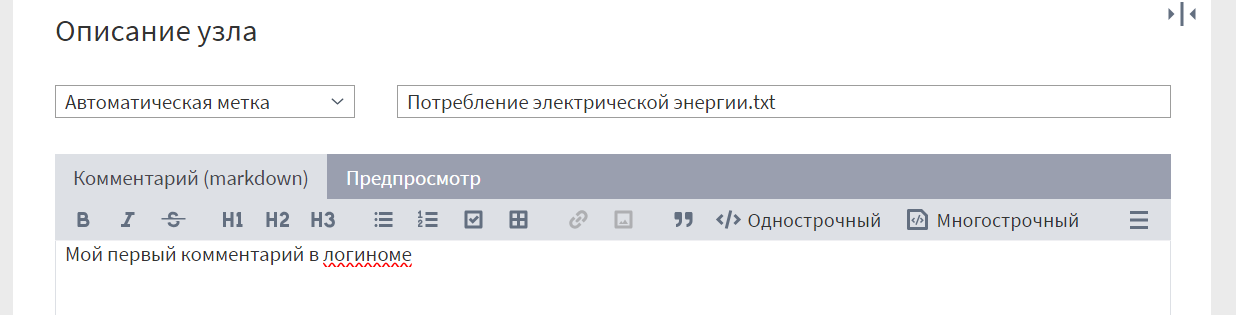 Описание узла
Автоматическая метка Потребление электрической энергии.txt
Комментарий (markdown) Предпросмотр
B I S H1 H2 H3 </> Однострочный </> Многострочный
Мой первый комментарий в логиноме